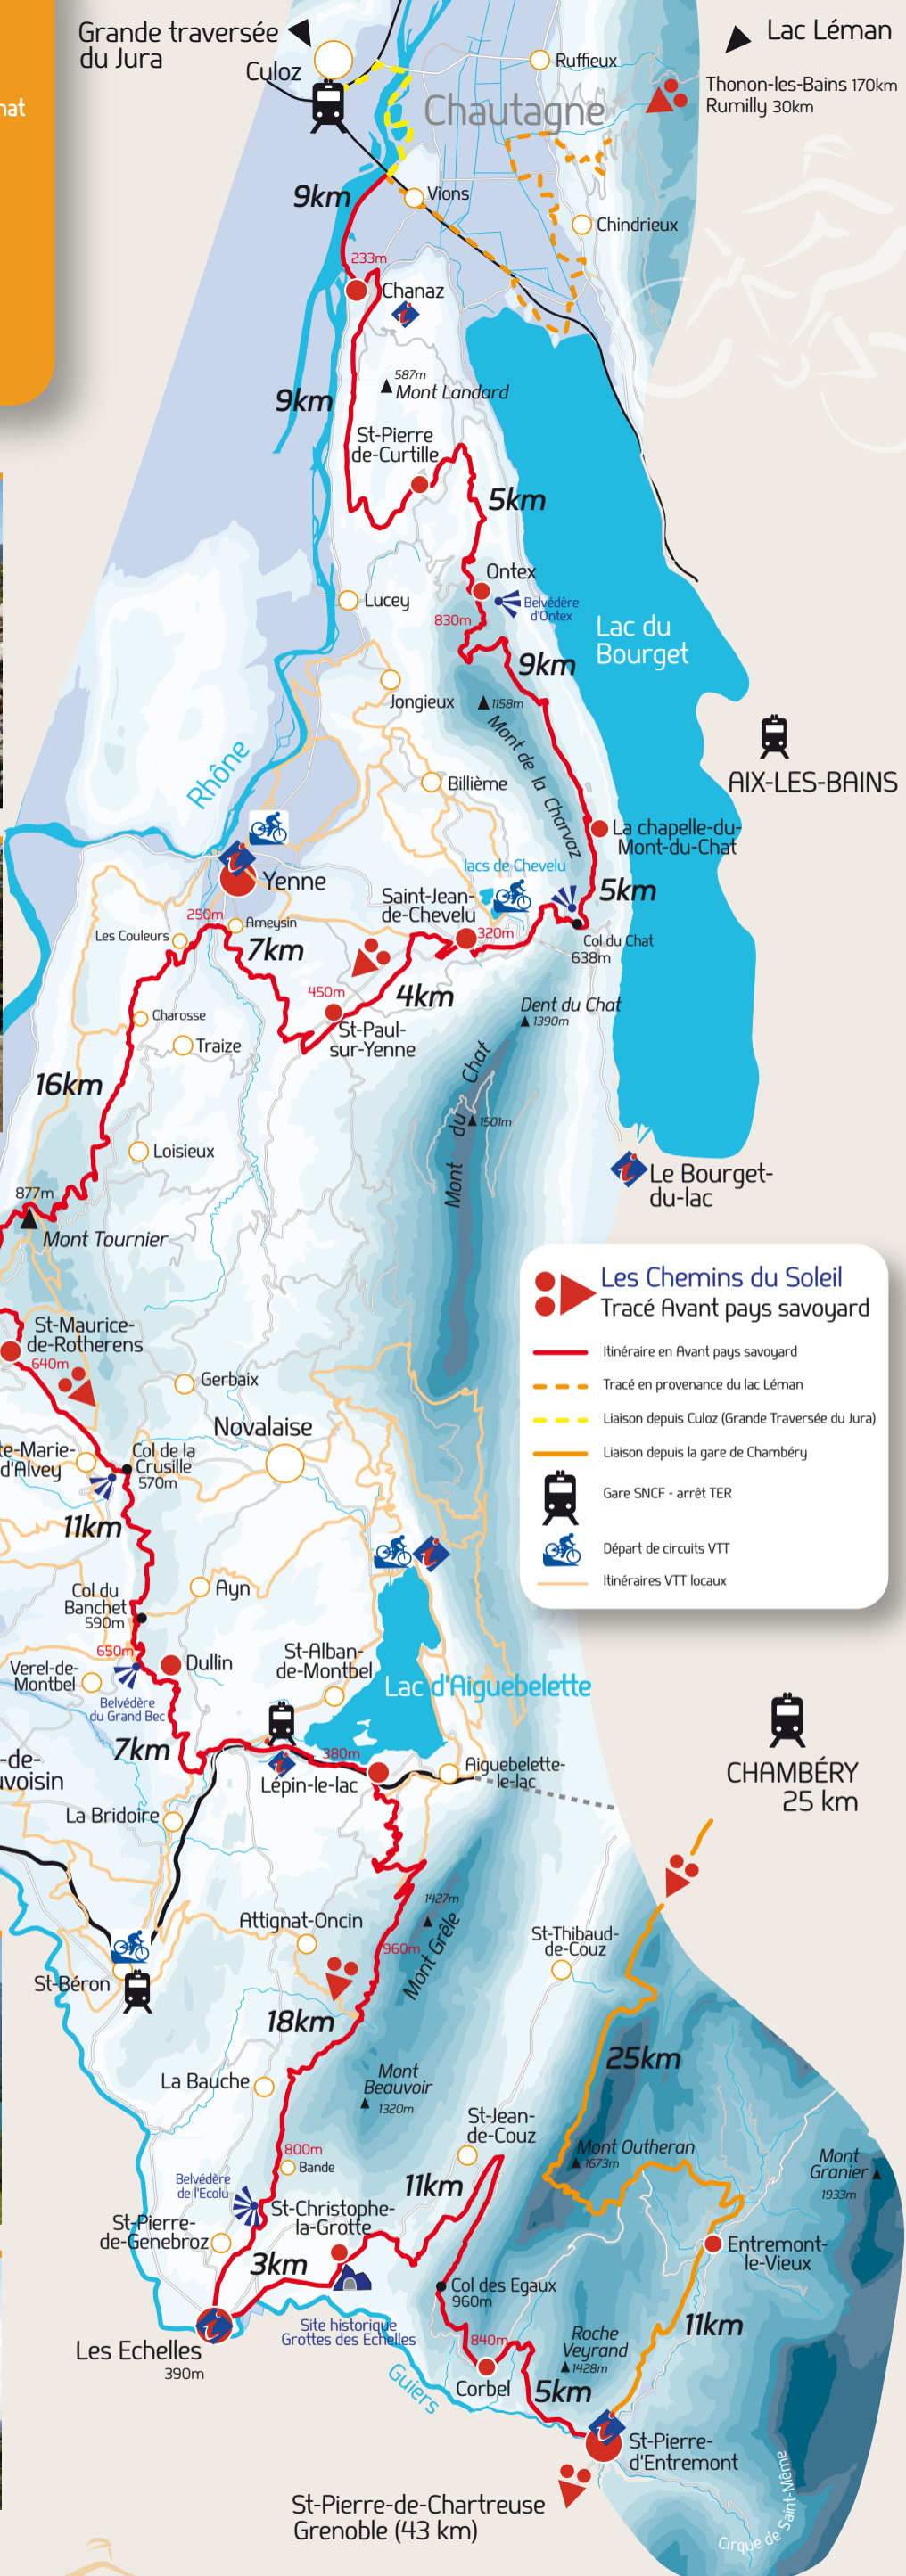 Grande traversée
du Jura
Lac Léman
Culoz
Ruffieux
Thonon-les-Bains 170km
Rumilly 30km
nat
Chautagne
9km
Vions
Chindrieux
233m
Chanaz
587m
Mont Landard
9km
St-Pierre
de-Curtille
5km
Ontex
Belvédère
d'Ontex
Lucey
830m
Lac du
Bourget
9km
Jongieux
1158m
Mont de la Charvaz
Rhône
Billième
AIX-LES-BAINS
La chapelle-du-
Mont-du-Chat
lacs de Chevelu
Yenne
Saint-Jean-
de-Chevelu
5km
250m
Ameysin
320m
Les Couleurs
Col du Chat
638m
7km
450m
4km
Dent du Chat
1390m
Charosse
St-Paul-
sur-Yenne
Traize
16km
Mont du Chat
1501m
Loisieux
Le Bourget-
du-lac
877m
Mont Tournier
Les Chemins du Soleil
Tracé Avant pays savoyard
Itinéraire en Avant pays savoyard
Tracé en provenance du lac Léman
Liaison depuis Culoz (Grande Traversée du Jura)
Liaison depuis la gare de Chambéry
Gare SNCF - arrêt TER
Départ de circuits VTT
Itinéraires VTT locaux
St-Maurice-
de-Rotherens
640m
Gerbaix
Novalaise
te-Marie-
d'Alvey
Col de la
Crusille
570m
11km
Ayn
Col du
Banchet
590m
650m
Dullin
St-Alban-
de-Montbel
Verel-de-
Montbel
Belvédère
du Grand Bec
Lac d'Aiguebelette
7km
380m
Lépin-le-lac
Aiguebelette-
le-lac
CHAMBÉRY
25 km
-de-
uvoisin
La Bridoire
1427m
Mont Grêle
Attignat-Oncin
960m
St-Thibaud-
de-Couz
St-Béron
18km
25km
La Bauche
Mont
Beauvoir
1320m
St-Jean-
de-Couz
Mont Outheran
1673m
Mont
Granier
1933m
800m
Bande
11km
Belvédère
de l'Ecolu
St-Christophe-
la-Grotte
St-Pierre-
de-Genebroz
Entremont-
le-Vieux
3km
Col des Egaux
960m
Site historique
Grottes des Echelles
Les Echelles
390m
11km
840m
Roche
Veyrand
1428m
Guiers
Corbel
5km
St-Pierre-
d'Entremont
Cirque de Saint-Même
St-Pierre-de-Chartreuse
Grenoble (43 km)